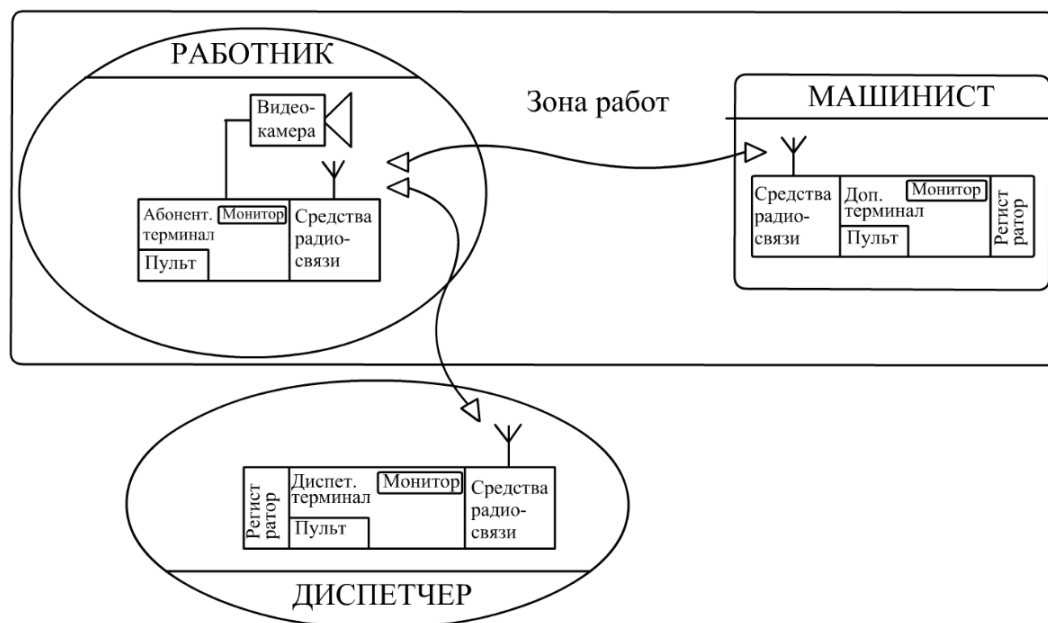 РАБОТНИК
Видео-
камера
Абонент.
терминал
Монитор
Пульт
Средства
радио-
связи
Зона работ
МАШИНИСТ
Средства
радио-
связи
Доп.
терминал
Монитор
Пульт
Регист
ратор
Регист
ратор
Диспет.
терминал
Монитор
Пульт
Средства
радио-
связи
ДИСПЕТЧЕР